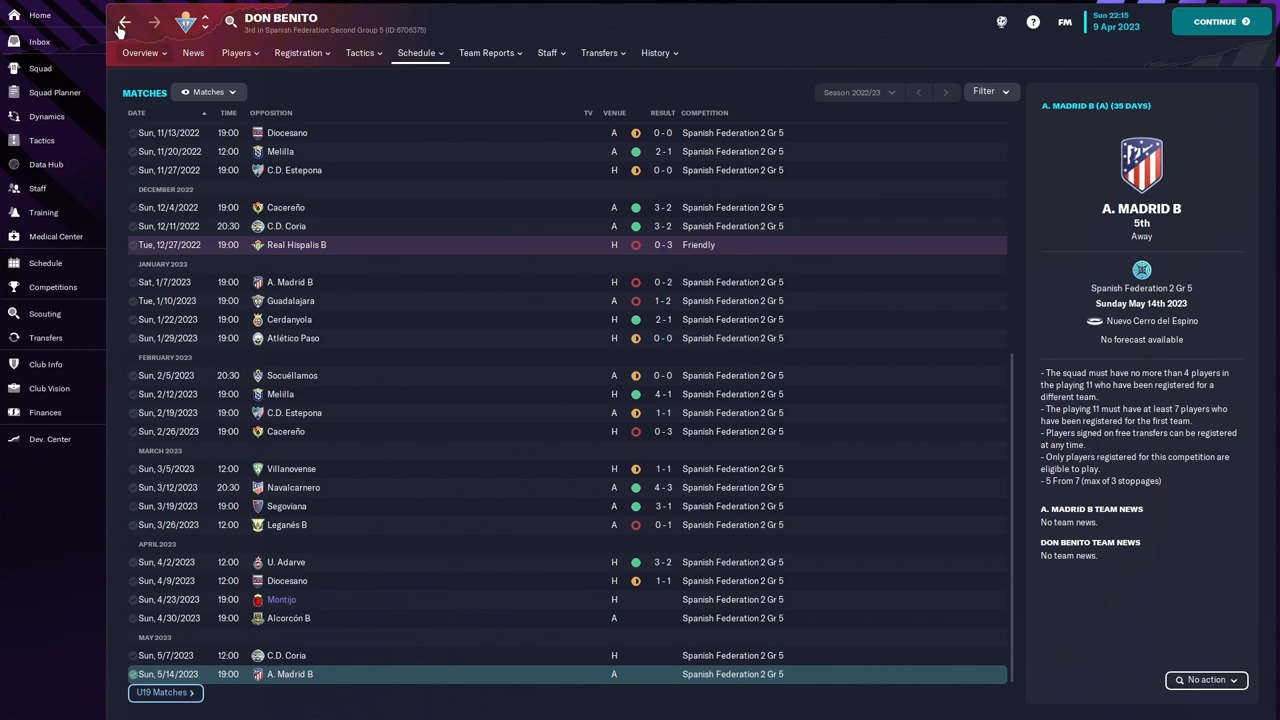 Home
Inbox
Squad
Squad Planner
Dynamics
Tactics
Data Hub
Staff
Training
Medical Center
Schedule
Competitions
Scouting
Transfers
Club Info
Club Vision
Finances
Dev. Center
DON BENITO
3rd in Spanish Federation Second Group 5 (ID:6706375)
FM
Sun 22:15
9 Apr 2023
CONTINUE
Overview News Players Registration Tactics Schedule Team Reports Staff Transfers History
MATCHES Matches Season 2022/23 Filter
DATE TIME OPPOSITION TV VENUE RESULT COMPETITION
Sun, 11/13/2022 19:00 Diocesano A 0 - 0 Spanish Federation 2 Gr 5
Sun, 11/20/2022 12:00 Melilla A 2 - 1 Spanish Federation 2 Gr 5
Sun, 11/27/2022 19:00 C.D. Estepona H 0 - 0 Spanish Federation 2 Gr 5
DECEMBER 2022
Sun, 12/4/2022 19:00 Cacereño A 3 - 2 Spanish Federation 2 Gr 5
Sun, 12/11/2022 20:30 C.D. Coria A 3 - 2 Spanish Federation 2 Gr 5
Tue, 12/27/2022 19:00 Real Hispalis B H 0 - 3 Friendly
JANUARY 2023
Sat, 1/7/2023 19:00 A. Madrid B H 0 - 2 Spanish Federation 2 Gr 5
Tue, 1/10/2023 19:00 Guadalajara A 1 - 2 Spanish Federation 2 Gr 5
Sun, 1/22/2023 19:00 Cerdanyola H 2 - 1 Spanish Federation 2 Gr 5
Sun, 1/29/2023 19:00 Atlético Paso H 0 - 0 Spanish Federation 2 Gr 5
FEBRUARY 2023
Sun, 2/5/2023 20:30 Socuéllamos A 0 - 0 Spanish Federation 2 Gr 5
Sun, 2/12/2023 19:00 Melilla H 4 - 1 Spanish Federation 2 Gr 5
Sun, 2/19/2023 19:00 C.D. Estepona A 1 - 1 Spanish Federation 2 Gr 5
Sun, 2/26/2023 19:00 Cacereño H 0 - 3 Spanish Federation 2 Gr 5
MARCH 2023
Sun, 3/5/2023 12:00 Villanovense H 1 - 1 Spanish Federation 2 Gr 5
Sun, 3/12/2023 20:30 Navalcarnero A 4 - 3 Spanish Federation 2 Gr 5
Sun, 3/19/2023 19:00 Segoviana A 3 - 1 Spanish Federation 2 Gr 5
Sun, 3/26/2023 12:00 Leganés B A 0 - 1 Spanish Federation 2 Gr 5
APRIL 2023
Sun, 4/2/2023 12:00 U. Adarve H 3 - 2 Spanish Federation 2 Gr 5
Sun, 4/9/2023 12:00 Diocesano H 1 - 1 Spanish Federation 2 Gr 5
Sun, 4/23/2023 19:00 Montijo H Spanish Federation 2 Gr 5
Sun, 4/30/2023 19:00 Alcorcón B A Spanish Federation 2 Gr 5
MAY 2023
Sun, 5/7/2023 12:00 C.D. Coria H Spanish Federation 2 Gr 5
Sun, 5/14/2023 19:00 A. Madrid B A Spanish Federation 2 Gr 5
U19 Matches
A. MADRID B (A) (35 DAYS)
A. MADRID B
5th
Away
Spanish Federation 2 Gr 5
Sunday May 14th 2023
Nuevo Cerro del Espino
No forecast available
- The squad must have no more than 4 players in
the playing 11 who have been registered for a
different team.
- The playing 11 must have at least 7 players who
have been registered for the first team.
- Players signed on free transfers can be registered
at any time.
- Only players registered for this competition are
eligible to play.
- 5 From 7 (max of 3 stoppages)
A. MADRID B TEAM NEWS
No team news.
DON BENITO TEAM NEWS
No team news.
No action